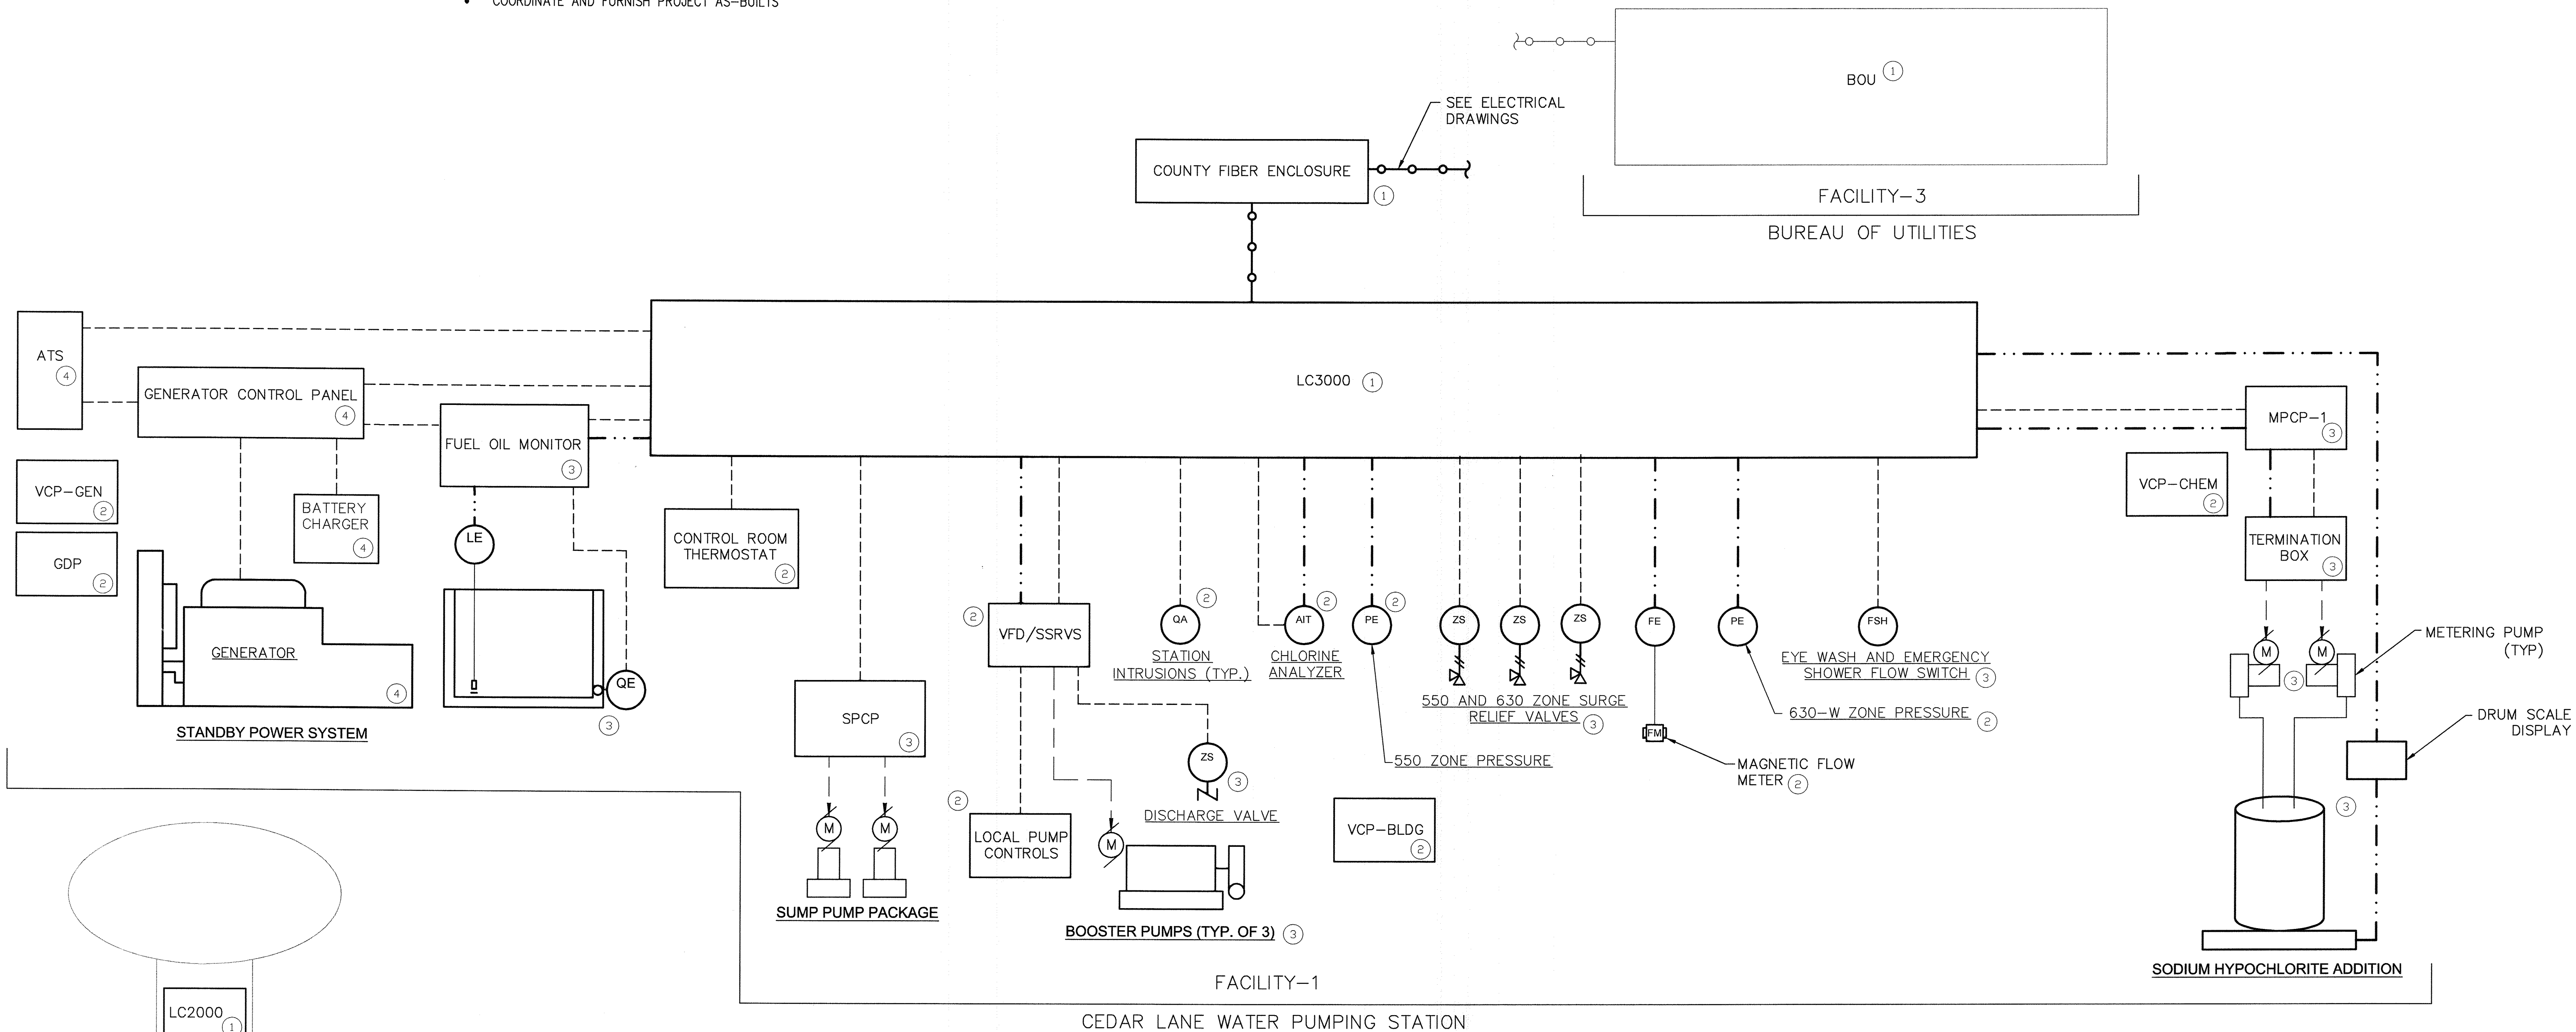 • COORDINATE AND FURNISH PROJECT AS-BUILTS
BOU 1
SEE ELECTRICAL
DRAWINGS
COUNTY FIBER ENCLOSURE
1
FACILITY-3
BUREAU OF UTILITIES
ATS
4
GENERATOR CONTROL PANEL
4
FUEL OIL MONITOR
3
LC3000 1
MPCP-1
3
VCP-GEN
2
GDP
2
BATTERY
CHARGER
4
LE
CONTROL ROOM
THERMOSTAT
2
VCP-CHEM
2
TERMINATION
BOX
3
GENERATOR
4
QE
3
STANDBY POWER SYSTEM
SPCP
3
M
M
SUMP PUMP PACKAGE
2
VFD/SSRVS
2
LOCAL PUMP
CONTROLS
ZS
3
DISCHARGE VALVE
M
BOOSTER PUMPS (TYP. OF 3) 3
QA
2
STATION
INTRUSIONS (TYP.)
AIT
2
CHLORINE
ANALYZER
PE
2
550 ZONE PRESSURE
ZS
ZS
ZS
550 AND 630 ZONE SURGE
RELIEF VALVES 3
VCP-BLDG
2
FE
FM
MAGNETIC FLOW
METER 2
PE
630-W ZONE PRESSURE 2
FSH
EYE WASH AND EMERGENCY
SHOWER FLOW SWITCH 3
M
M
3
METERING PUMP
(TYP)
DRUM SCALE
DISPLAY
3
SODIUM HYPOCHLORITE ADDITION
LC2000
1
FACILITY-1
CEDAR LANE WATER PUMPING STATION